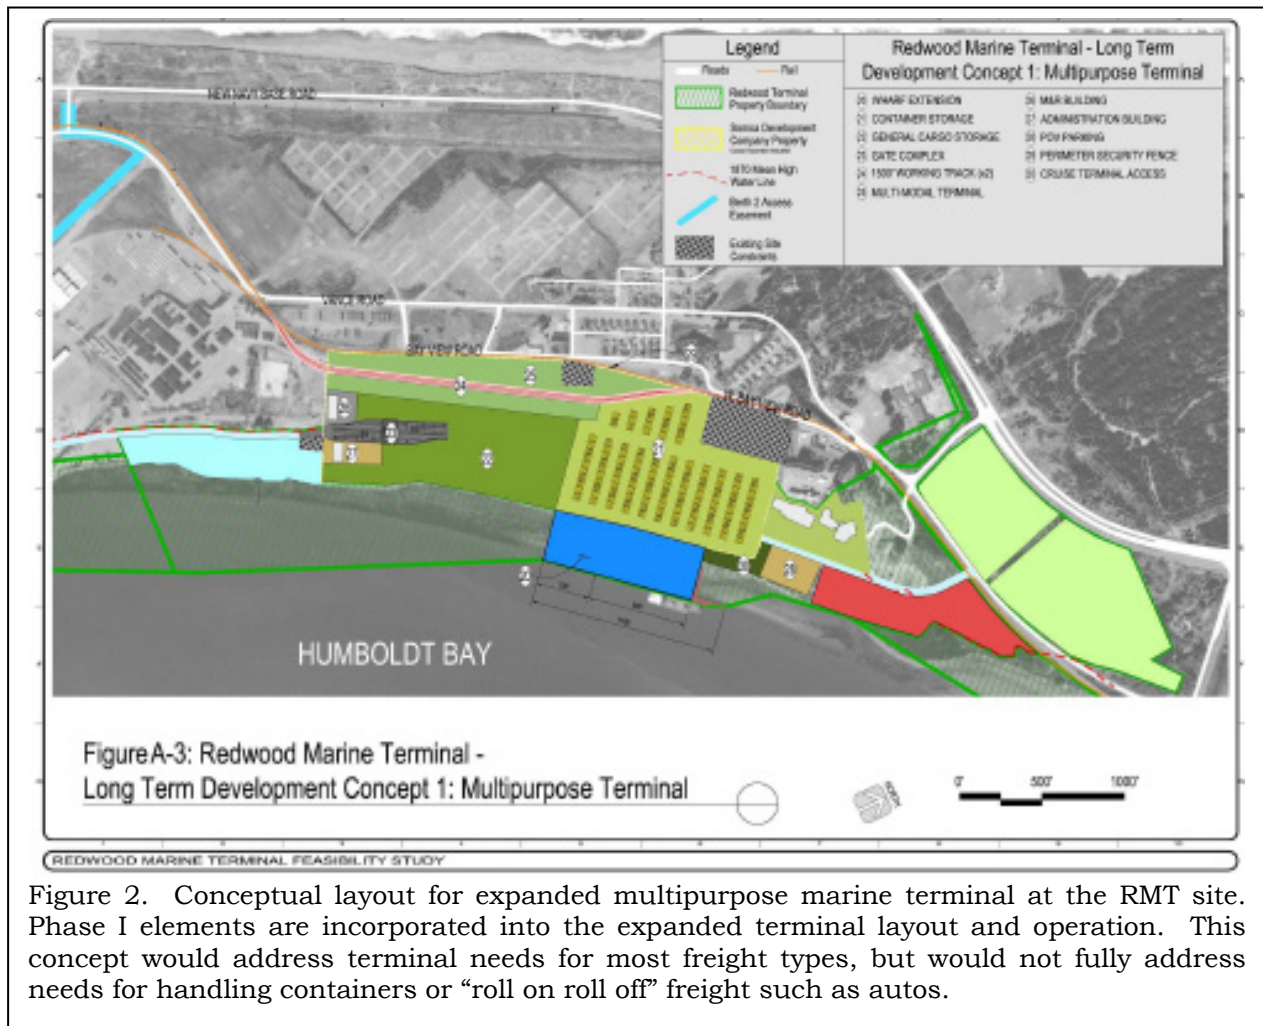 Legend
Roads
Rail
Redwood Terminal
Property Boundary
Samoa Development
Company Property
1870 Mean High
Water Line
Berth 2 Access
Easement
Existing Site
Constraints
Redwood Marine Terminal - Long Term
Development Concept 1: Multipurpose Terminal
WHARF EXTENSION
CONTAINER STORAGE
GENERAL CARGO STORAGE
GATE COMPLEX
1500' WORKING TRACK (x2)
MULTI-MODAL TERMINAL
M&R BUILDING
ADMINISTRATION BUILDING
POV PARKING
PERIMETER SECURITY FENCE
CRUISE TERMINAL ACCESS
NEW NAVY BASE ROAD
VANCE ROAD
BAY VIEW ROAD
HUMBOLDT BAY
Figure A-3: Redwood Marine Terminal -
Long Term Development Concept 1: Multipurpose Terminal
NORTH
0'
500'
1000'
REDWOOD MARINE TERMINAL FEASIBILITY STUDY
Figure 2. Conceptual layout for expanded multipurpose marine terminal at the RMT site.
Phase I elements are incorporated into the expanded terminal layout and operation. This
concept would address terminal needs for most freight types, but would not fully address
needs for handling containers or “roll on roll off” freight such as autos.